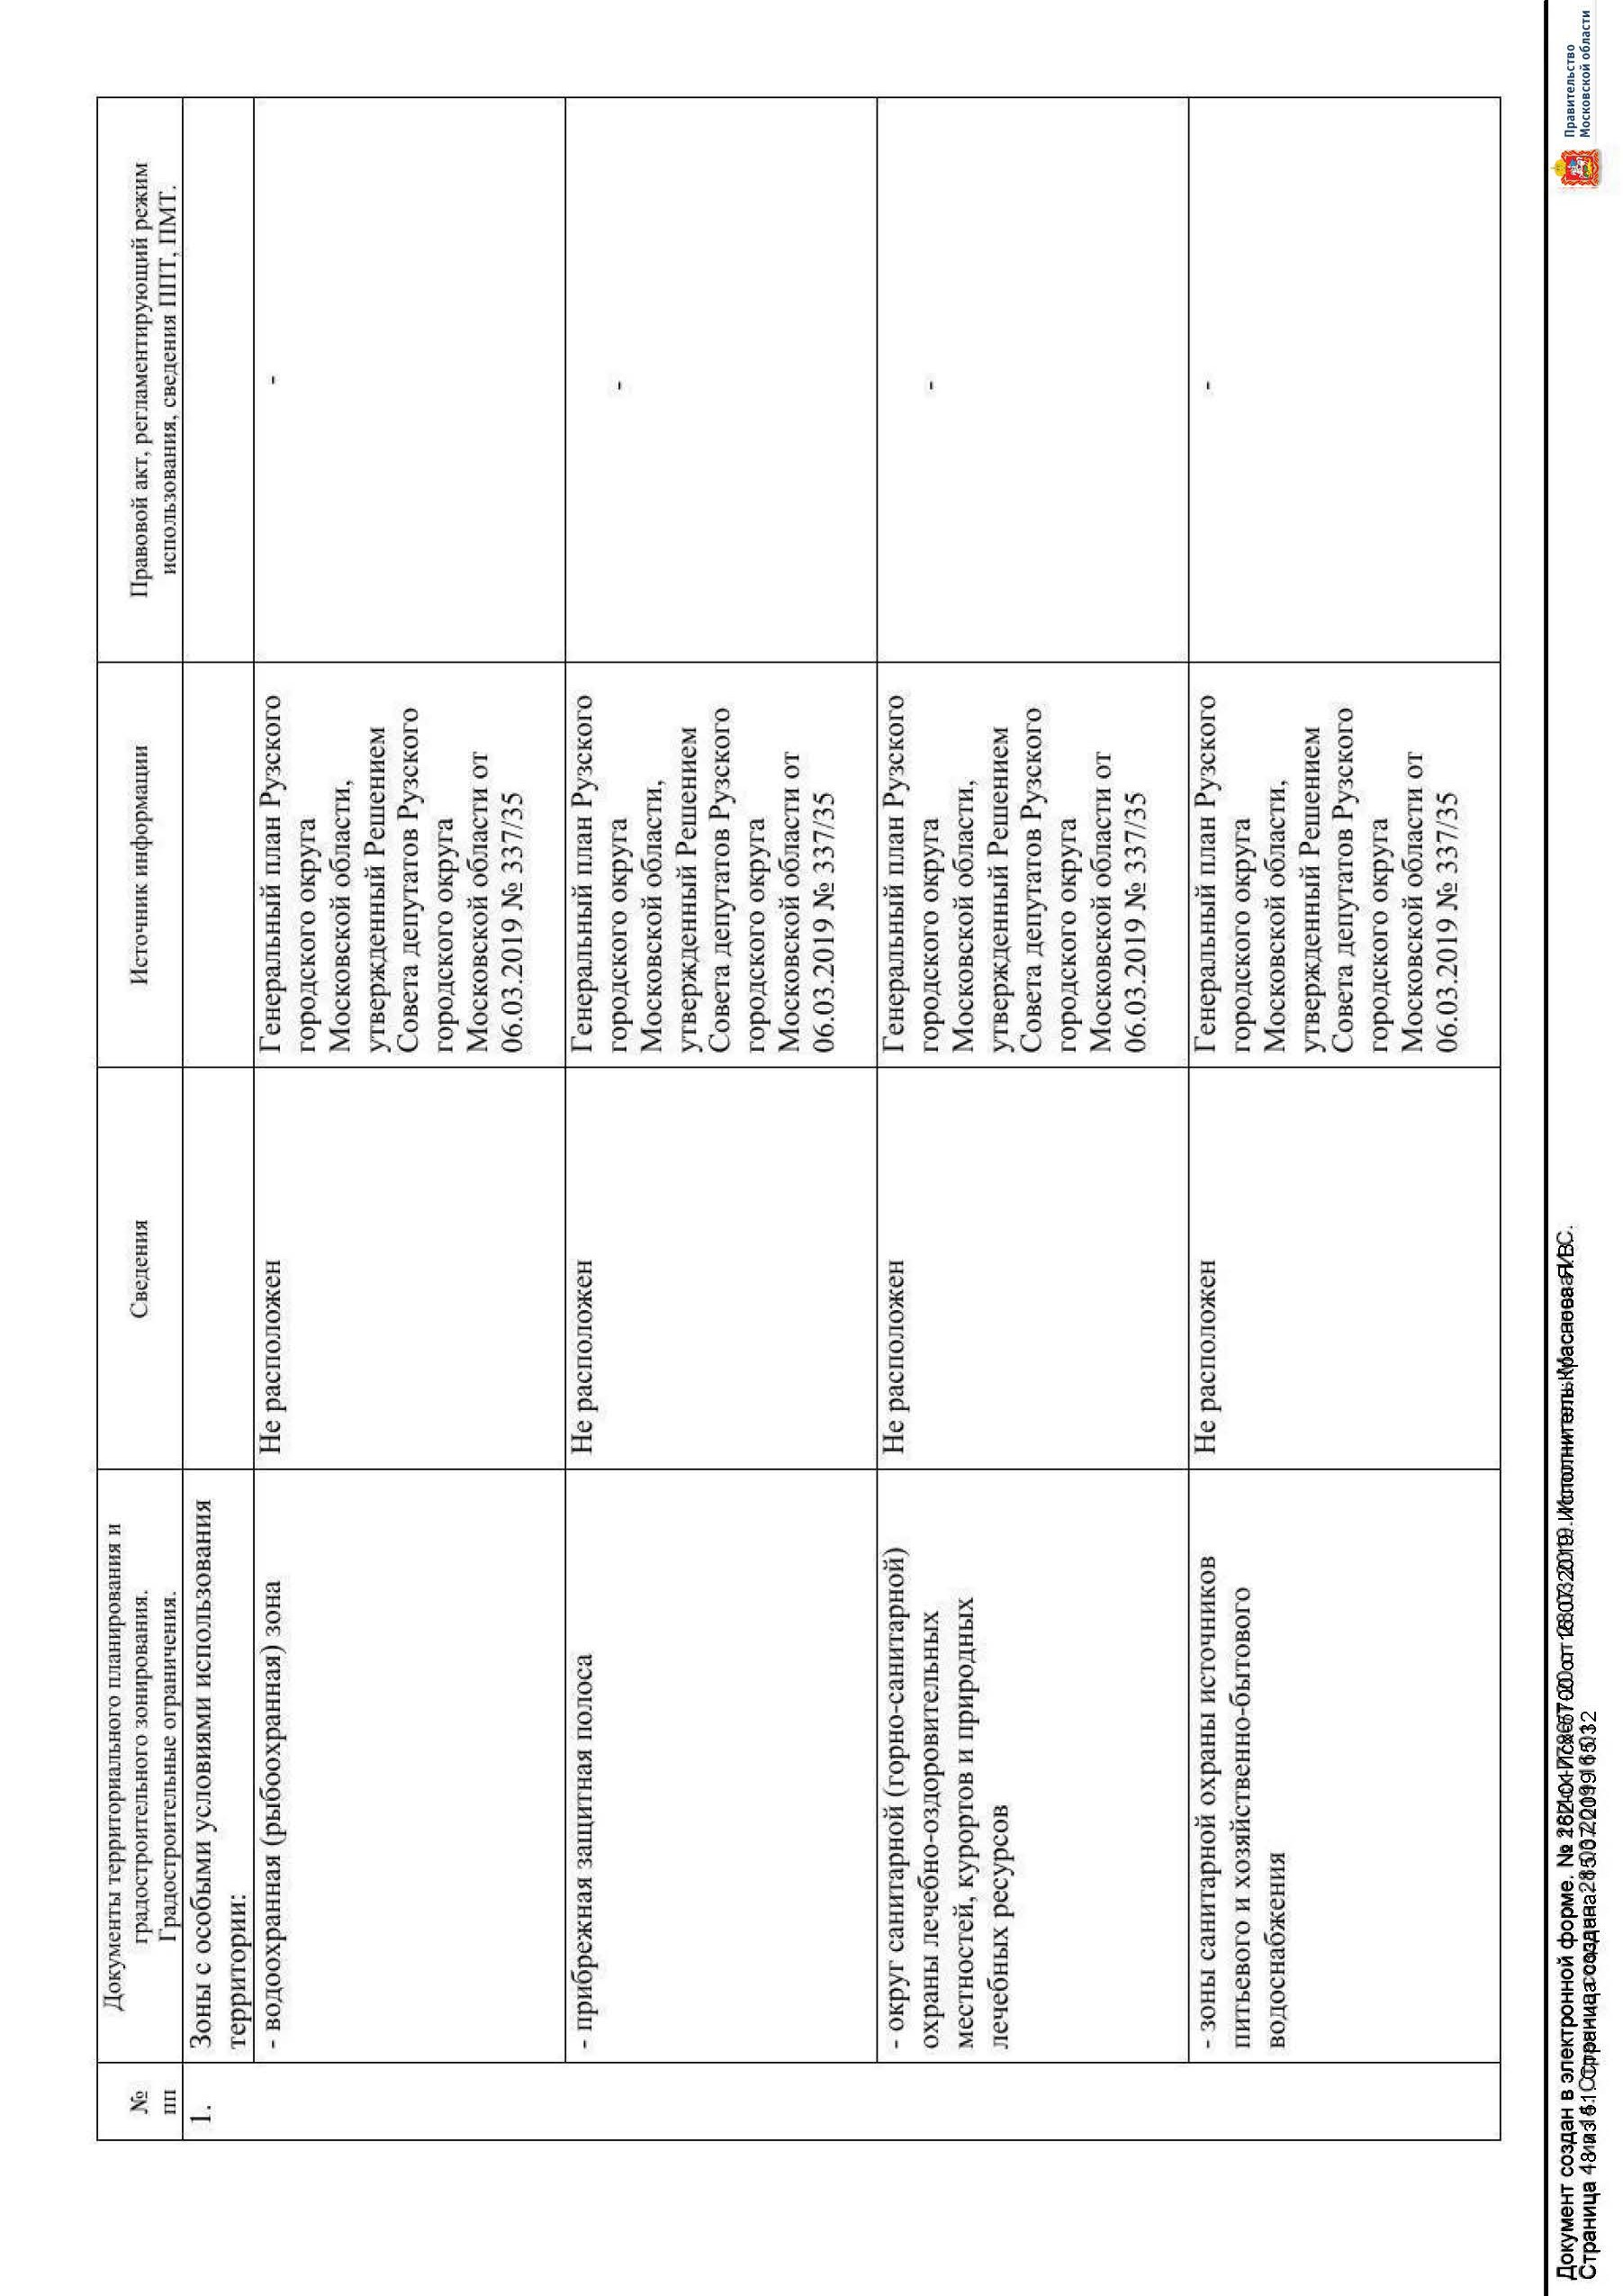 №
пп
Документы территориального планирования и
градостроительного зонирования.
Градостроительные ограничения.
Сведения
Источник информации
Правовой акт, регламентирующий режим
использования, сведения ППТ, ПМТ.
1.
Зоны с особыми условиями использования
территории:
- водоохранная (рыбоохранная) зона
Не расположен
Генеральный план Рузского
городского округа
Московской области,
утвержденный Решением
Совета депутатов Рузского
городского округа
Московской области от
06.03.2019 № 337/35
-
- прибрежная защитная полоса
Не расположен
Генеральный план Рузского
городского округа
Московской области,
утвержденный Решением
Совета депутатов Рузского
городского округа
Московской области от
06.03.2019 № 337/35
-
- округ санитарной (горно-санитарной)
охраны лечебно-оздоровительных
местностей, курортов и природных
лечебных ресурсов
Не расположен
Генеральный план Рузского
городского округа
Московской области,
утвержденный Решением
Совета депутатов Рузского
городского округа
Московской области от
06.03.2019 № 337/35
-
- зоны санитарной охраны источников
питьевого и хозяйственно-бытового
водоснабжения
Не расположен
Генеральный план Рузского
городского округа
Московской области,
утвержденный Решением
Совета депутатов Рузского
городского округа
Московской области от
06.03.2019 № 337/35
-
Документ создан в электронной форме. №
Страница
Правительство
Московской области